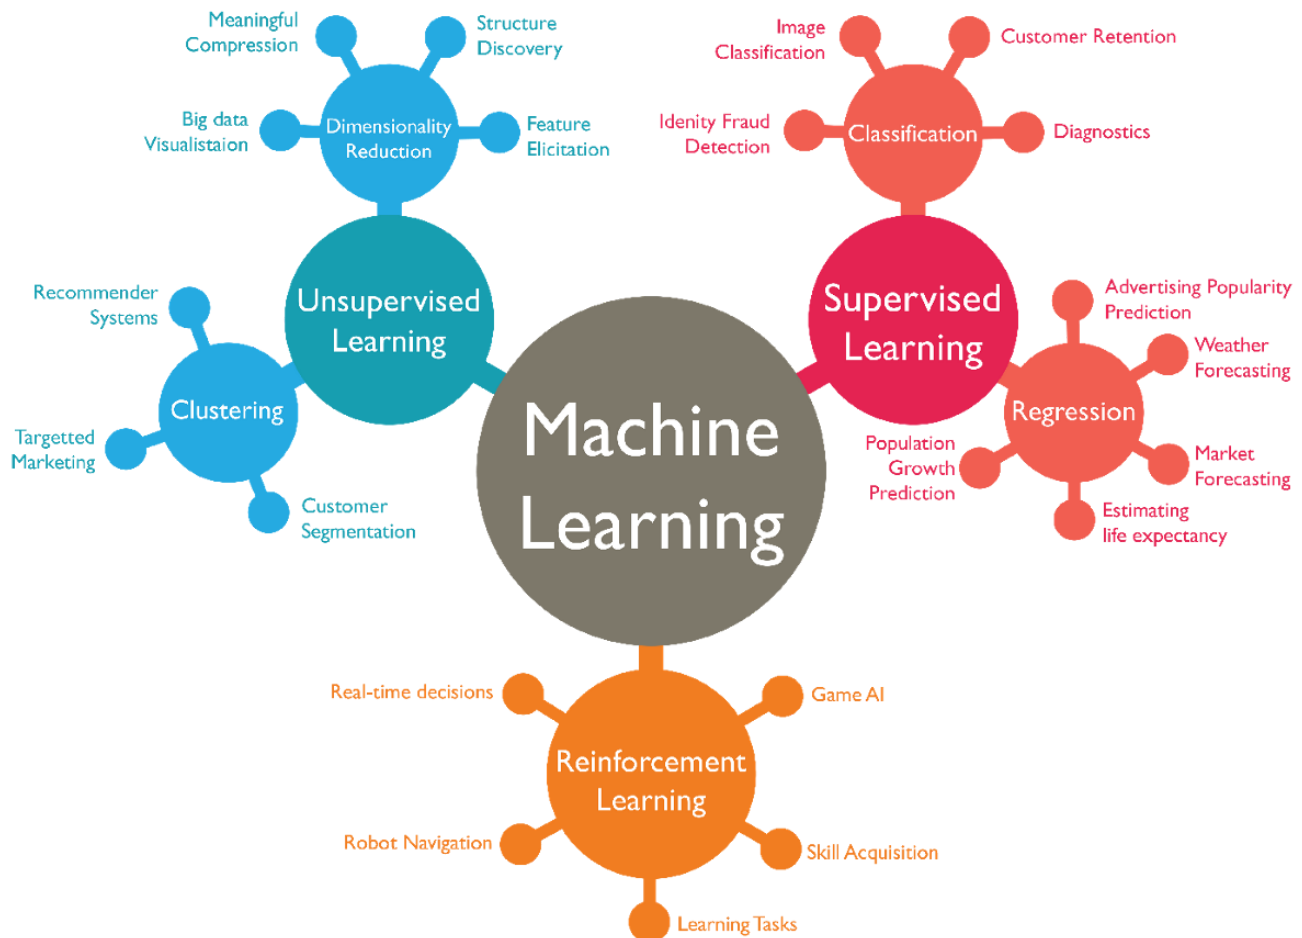 Meaningful
Compression
Structure
Discovery
Big data
Visualistaion
Dimensionality
Reduction
Feature
Elicitation
Image
Classification
Customer Retention
Idenity Fraud
Detection
Classification
Diagnostics
Recommender
Systems
Unsupervised
Learning
Clustering
Targetted
Marketing
Customer
Segmentation
Machine
Learning
Supervised
Learning
Advertising Popularity
Prediction
Weather
Forecasting
Regression
Population
Growth
Prediction
Market
Forecasting
Estimating
life expectancy
Real-time decisions
Game AI
Reinforcement
Learning
Robot Navigation
Skill Acquisition
Learning Tasks